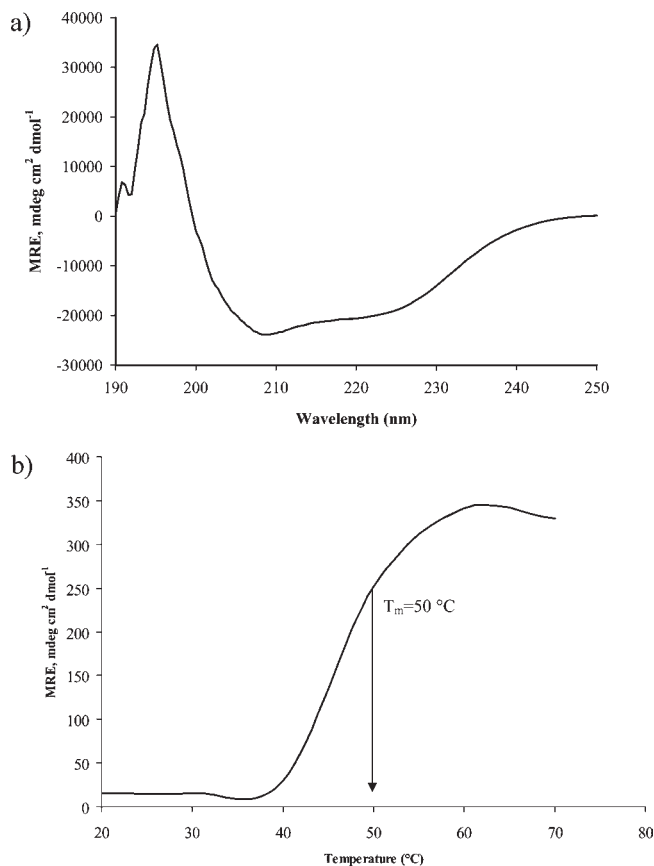 a)
40000
30000
20000
10000
0
-10000
-20000
-30000
MRE, mdeg cm² dmol⁻¹
190 200 210 220 230 240 250
Wavelength (nm)
b)
400
350
300
250
200
150
100
50
0
MRE, mdeg cm² dmol⁻¹
Tₘ=50 °C
20 30 40 50 60 70 80
Temperature (°C)